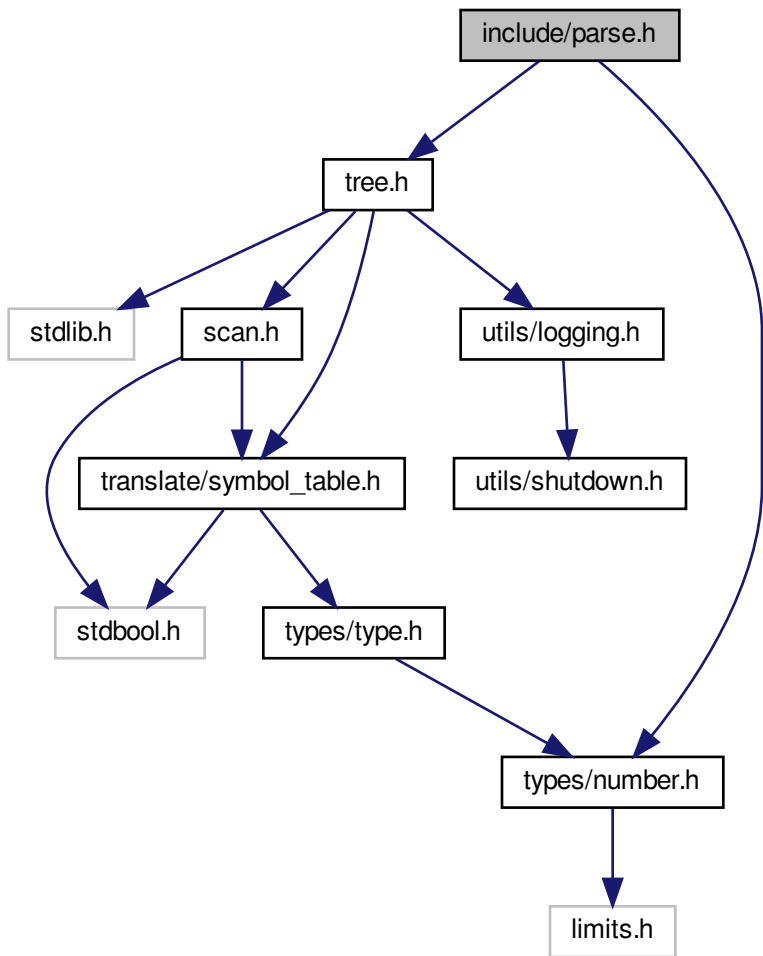 include/parse.h
tree.h
stdlib.h
scan.h
utils/logging.h
translate/symbol_table.h
utils/shutdown.h
stdbool.h
types/type.h
types/number.h
limits.h